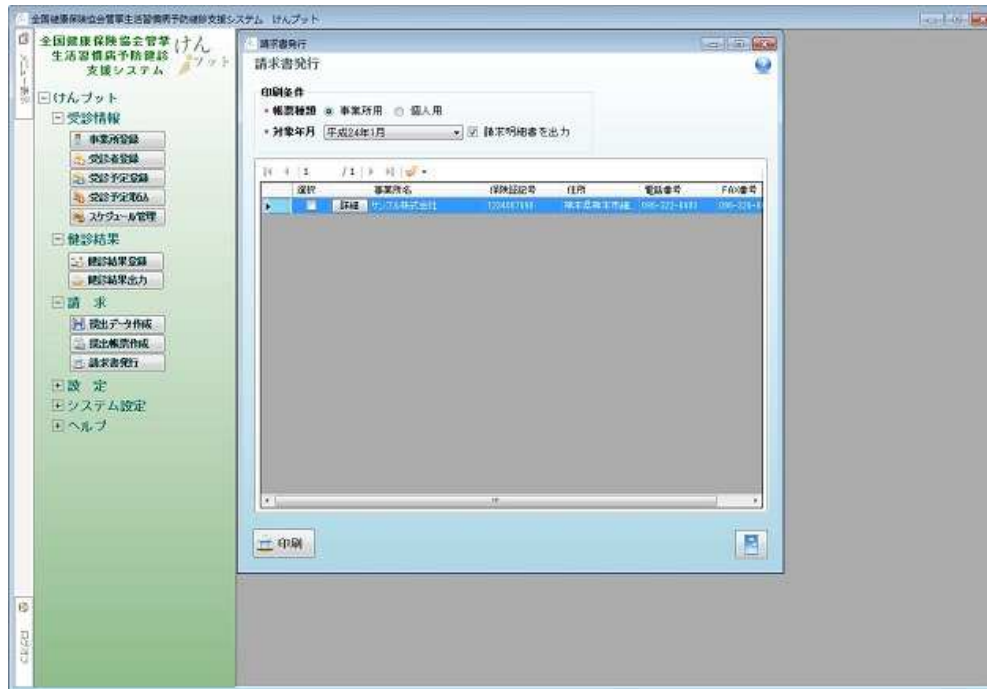 全国健康保険協会管掌生活習慣病予防健診支援システム けんプット
全国健康保険協会管掌
生活習慣病予防健診
支援システム
けん
プット
けんプット
受診情報
事業所登録
受診者登録
受診予定登録
受診予定取込
スケジュール管理
健診結果
健診結果登録
健診結果出力
請 求
提出データ作成
提出帳票作成
請求書発行
設 定
システム設定
ヘルプ
請求書発行
請求書発行
印刷条件
・帳票種類 事業所用 個人用
・対象年月 平成24年1月 請求明細書を出力
1 / 1
選択 事業所名 保険証記号 住所 電話番号 FAX番号
詳細 サンプル株式会社
印刷